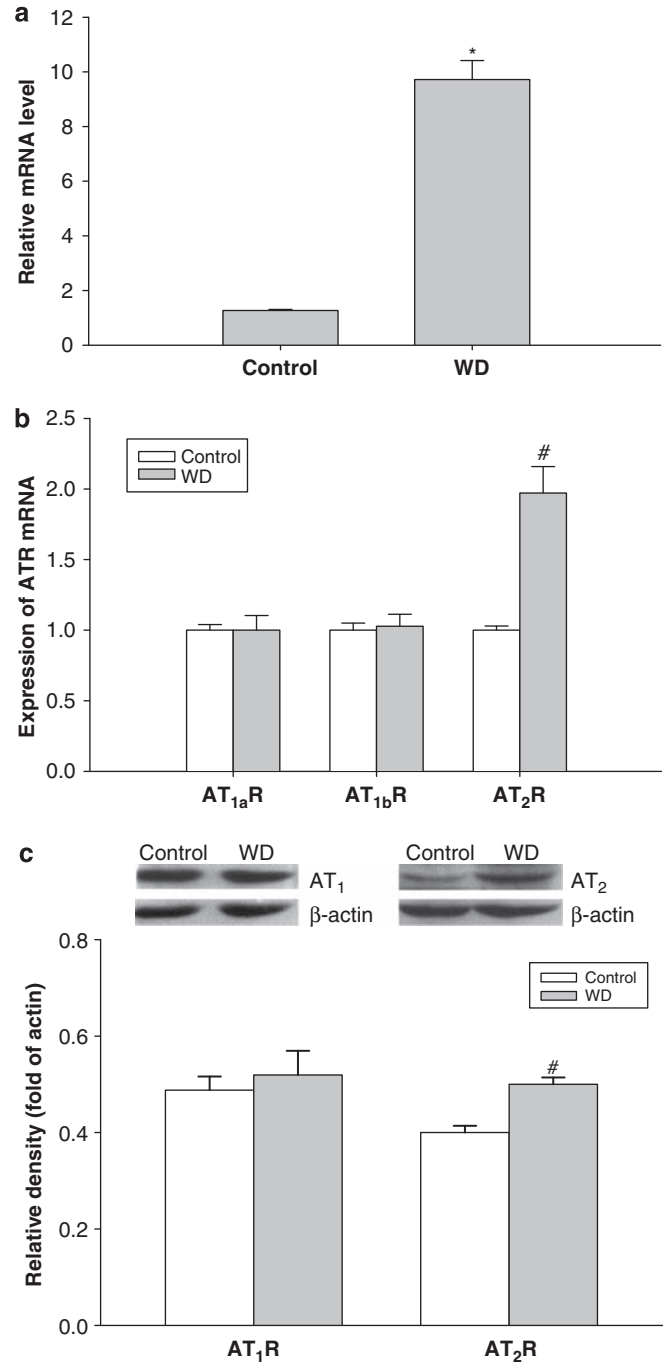 a
12
10
8
6
4
2
0
Relative mRNA level
*
Control WD
b
2.5
2.0
1.5
1.0
0.5
0.0
Expression of ATR mRNA
Control
WD
#
AT1aR AT1bR AT2R
c
Control WD
AT1
β-actin
Control WD
AT2
β-actin
0.8
0.6
0.4
0.2
0.0
Relative density (fold of actin)
Control
WD
#
AT1R AT2R